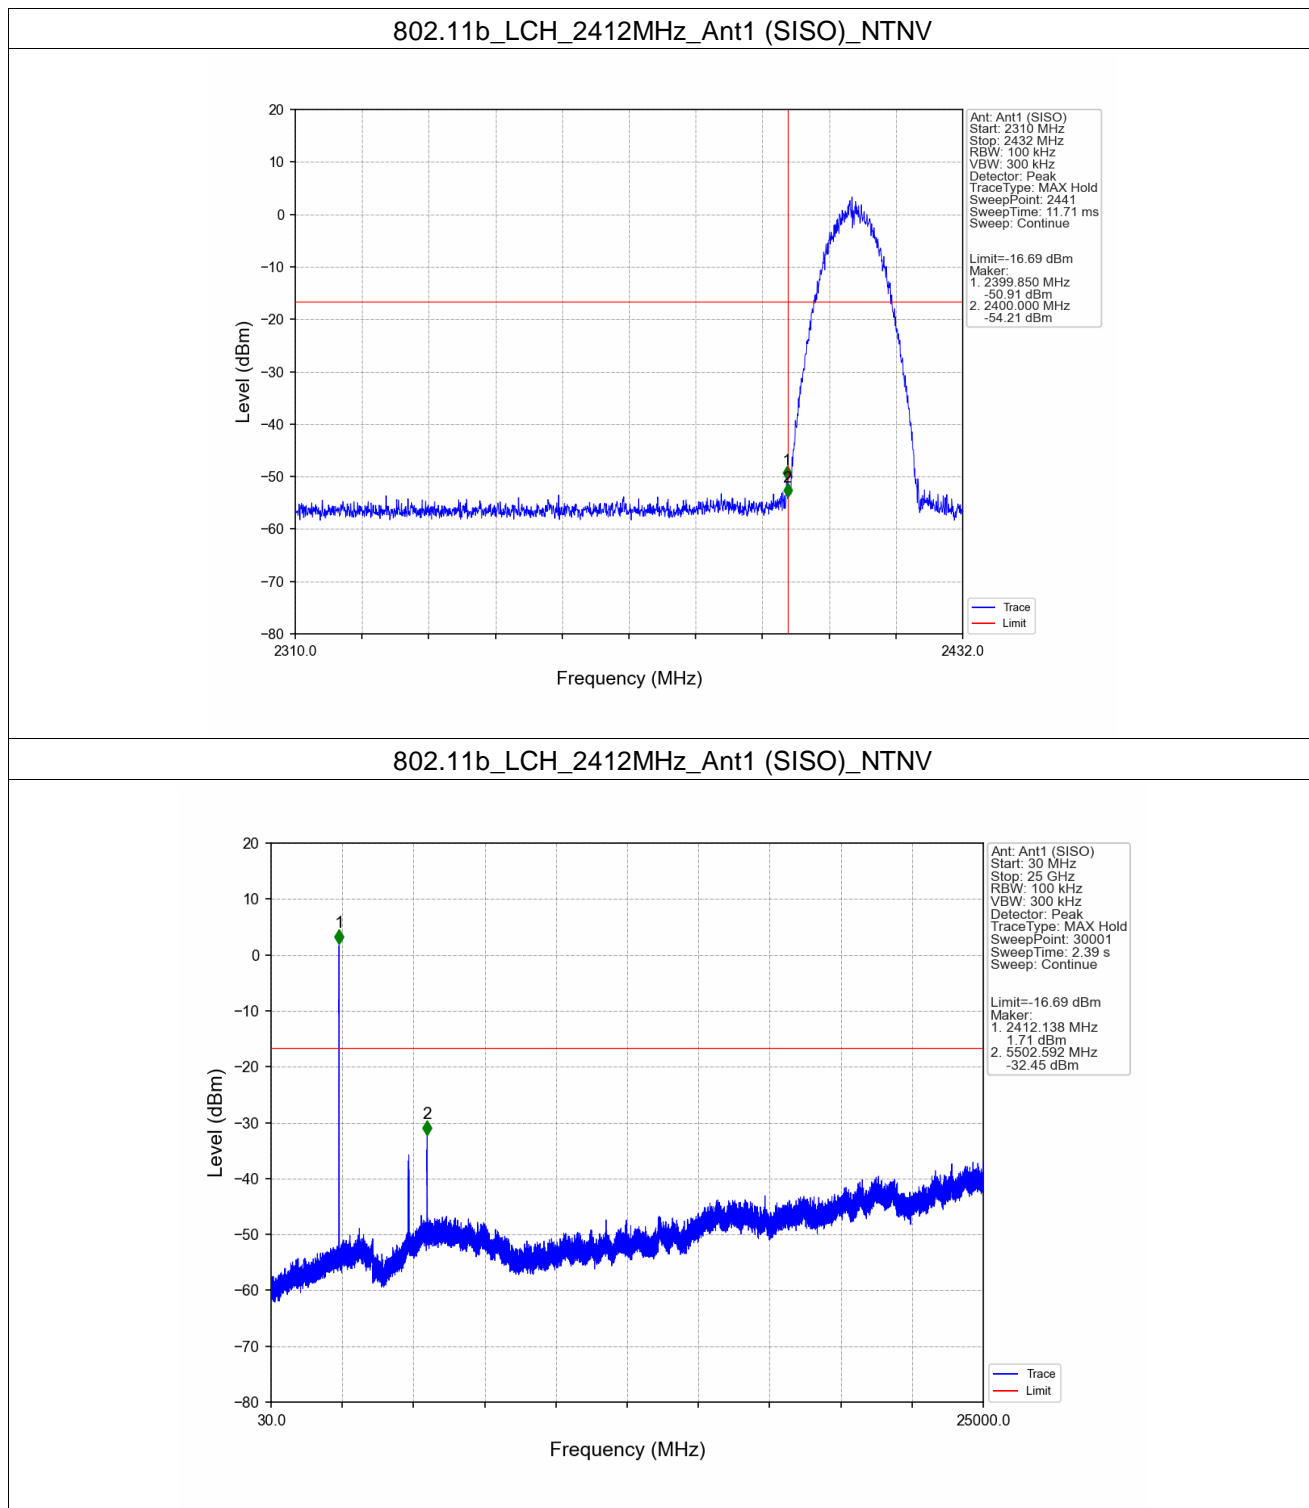 802.11b_LCH_2412MHz_Ant1 (SISO)_NTNV
20
10
0
−10
−20
−30
−40
−50
−60
−70
−80
Level (dBm)
1
2
2310.0
2432.0
Frequency (MHz)
Ant: Ant1 (SISO)
Start: 2310 MHz
Stop: 2432 MHz
RBW: 100 kHz
VBW: 300 kHz
Detector: Peak
TraceType: MAX Hold
SweepPoint: 2441
SweepTime: 11.71 ms
Sweep: Continue
Limit=-16.69 dBm
Maker:
1. 2399.850 MHz
-50.91 dBm
2. 2400.000 MHz
-54.21 dBm
Trace
Limit
802.11b_LCH_2412MHz_Ant1 (SISO)_NTNV
20
10
0
−10
−20
−30
−40
−50
−60
−70
−80
Level (dBm)
1
2
30.0
25000.0
Frequency (MHz)
Ant: Ant1 (SISO)
Start: 30 MHz
Stop: 25 GHz
RBW: 100 kHz
VBW: 300 kHz
Detector: Peak
TraceType: MAX Hold
SweepPoint: 30001
SweepTime: 2.39 s
Sweep: Continue
Limit=-16.69 dBm
Maker:
1. 2412.138 MHz
1.71 dBm
2. 5502.592 MHz
-32.45 dBm
Trace
Limit